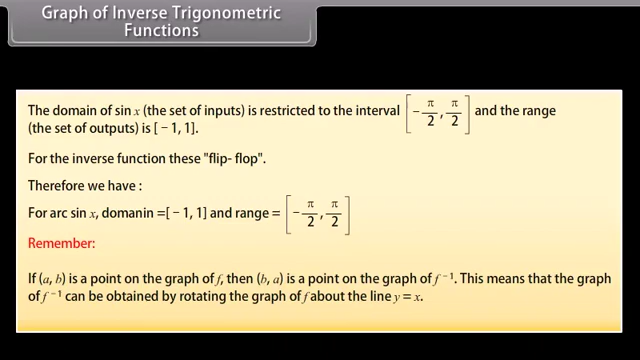 Graph of Inverse Trigonometric
Functions
The domain of sin x (the set of inputs) is restricted to the interval [−π/2, π/2] and the range
(the set of outputs) is [−1, 1].
For the inverse function these "flip- flop".
Therefore we have :
For arc sin x, domanin =[−1, 1] and range = [−π/2, π/2]
Remember:
If (a, b) is a point on the graph of f, then (b, a) is a point on the graph of f⁻¹. This means that the graph
of f⁻¹ can be obtained by rotating the graph of f about the line y = x.